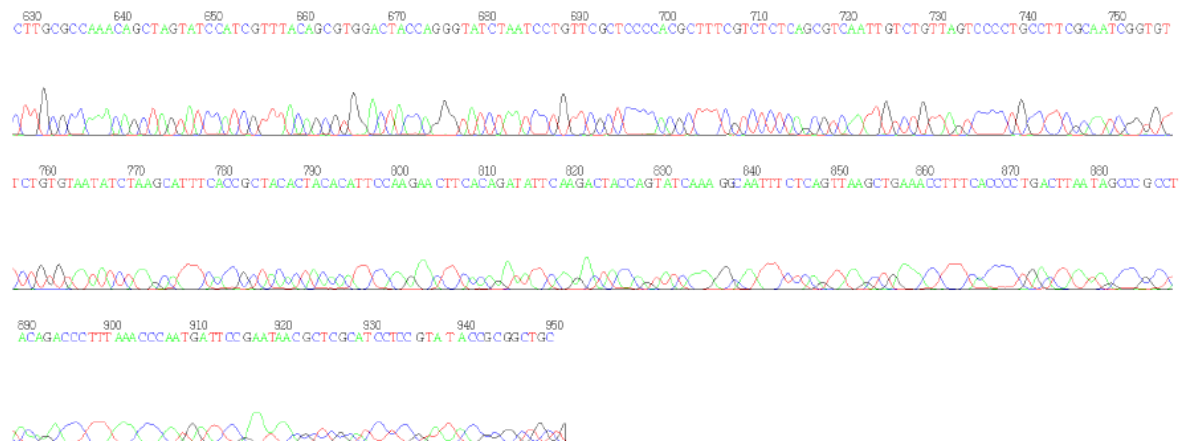 630 640 650 660 670 680 690 700 710 720 730 740 750
CTTGCGCCAAACAGCTAGTATCCATCGTTTACAGCGTGGACTACCAGGGTATCTAATCCTGTTCGCTCCCCACGCTTTCGTCTCTCAGCGTCAATTGTCTGTTAGTCCCCTGCCTTCGCAATCGGTGT
760 770 780 790 800 810 820 830 840 850 860 870 880
TCTGTGTAATATCTAAGCATTTCACCGCTACACTACACATTCCAAGAACTTCACAGATATTCAAGACTACCAGTATCAAAGGCAATTTCTCAGTTAAGCTGAAACCTTTCACCCCTGACTTAATAGCCCGCCT
890 900 910 920 930 940 950
ACAGACCCTTTAAACCCAATGATTCCGAATAACGCTCGCATCCTCCGTATACCGCGGCTGC